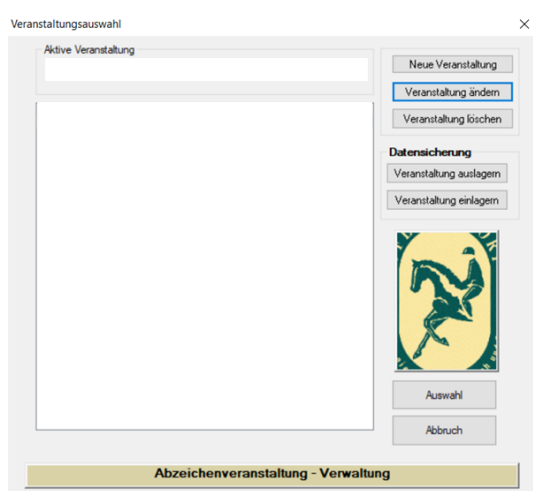 Veranstaltungsauswahl
Aktive Veranstaltung
Neue Veranstaltung
Veranstaltung ändern
Veranstaltung löschen
Datensicherung
Veranstaltung auslagern
Veranstaltung einlagern
Auswahl
Abbruch
Abzeichenveranstaltung - Verwaltung